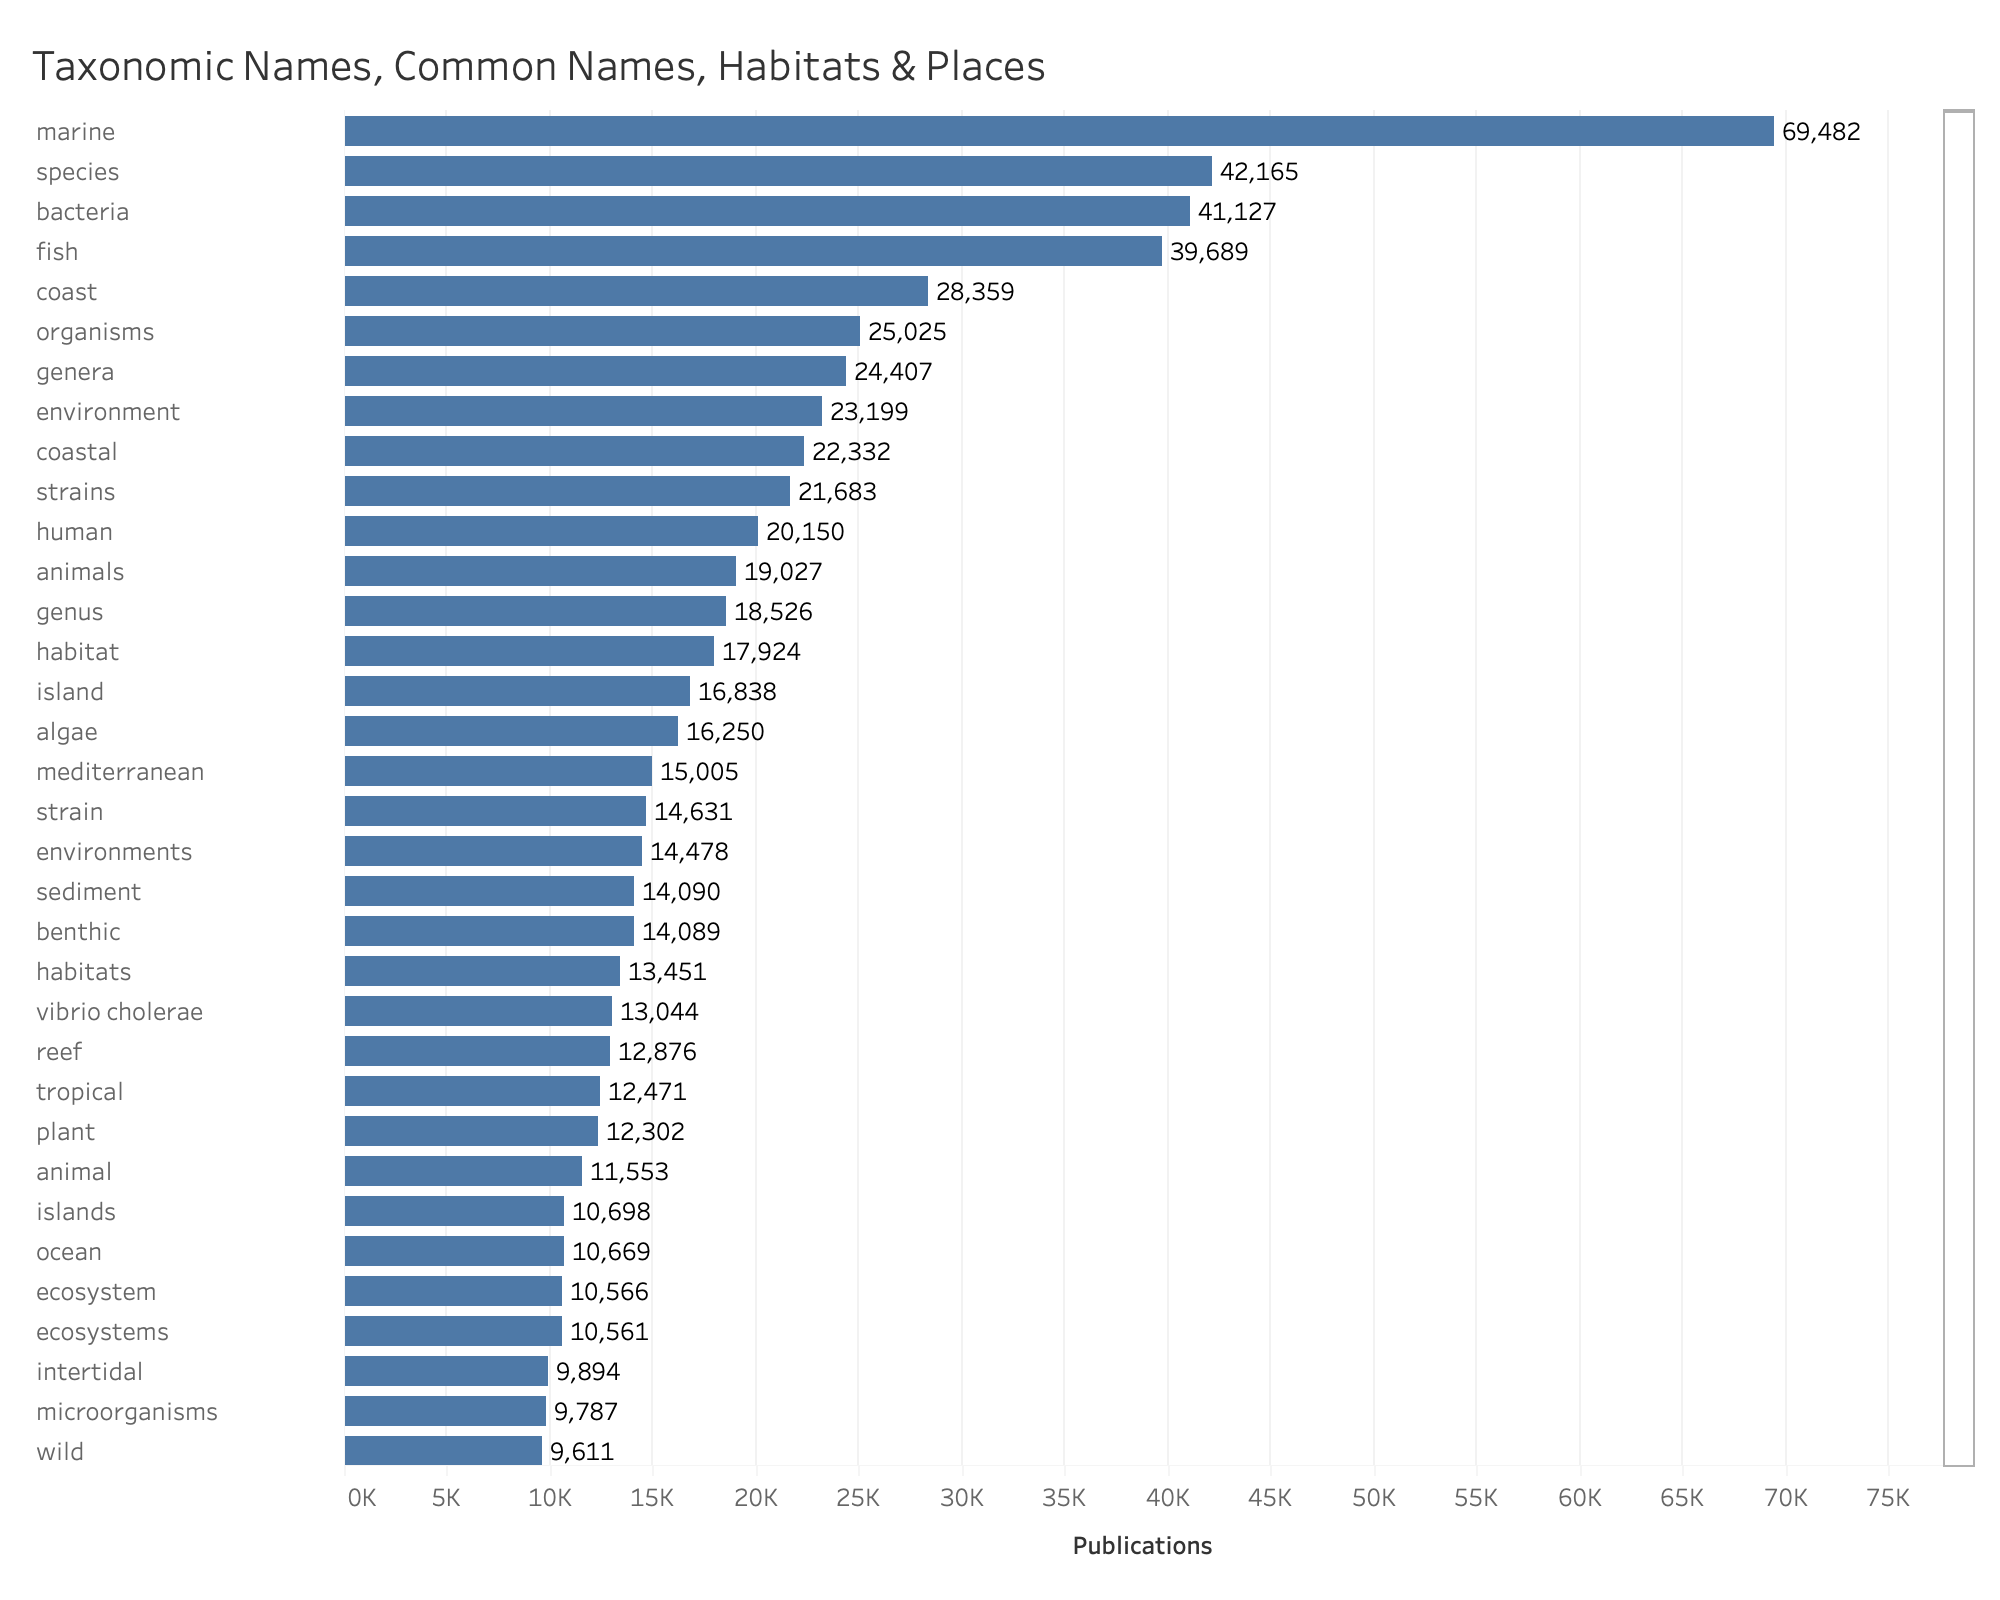 Taxonomic Names, Common Names, Habitats & Places
marine 69,482
species 42,165
bacteria 41,127
fish 39,689
coast 28,359
organisms 25,025
genera 24,407
environment 23,199
coastal 22,332
strains 21,683
human 20,150
animals 19,027
genus 18,526
habitat 17,924
island 16,838
algae 16,250
mediterranean 15,005
strain 14,631
environments 14,478
sediment 14,090
benthic 14,089
habitats 13,451
vibrio cholerae 13,044
reef 12,876
tropical 12,471
plant 12,302
animal 11,553
islands 10,698
ocean 10,669
ecosystem 10,566
ecosystems 10,561
intertidal 9,894
microorganisms 9,787
wild 9,611
0K 5K 10K 15K 20K 25K 30K 35K 40K 45K 50K 55K 60K 65K 70K 75K
Publications